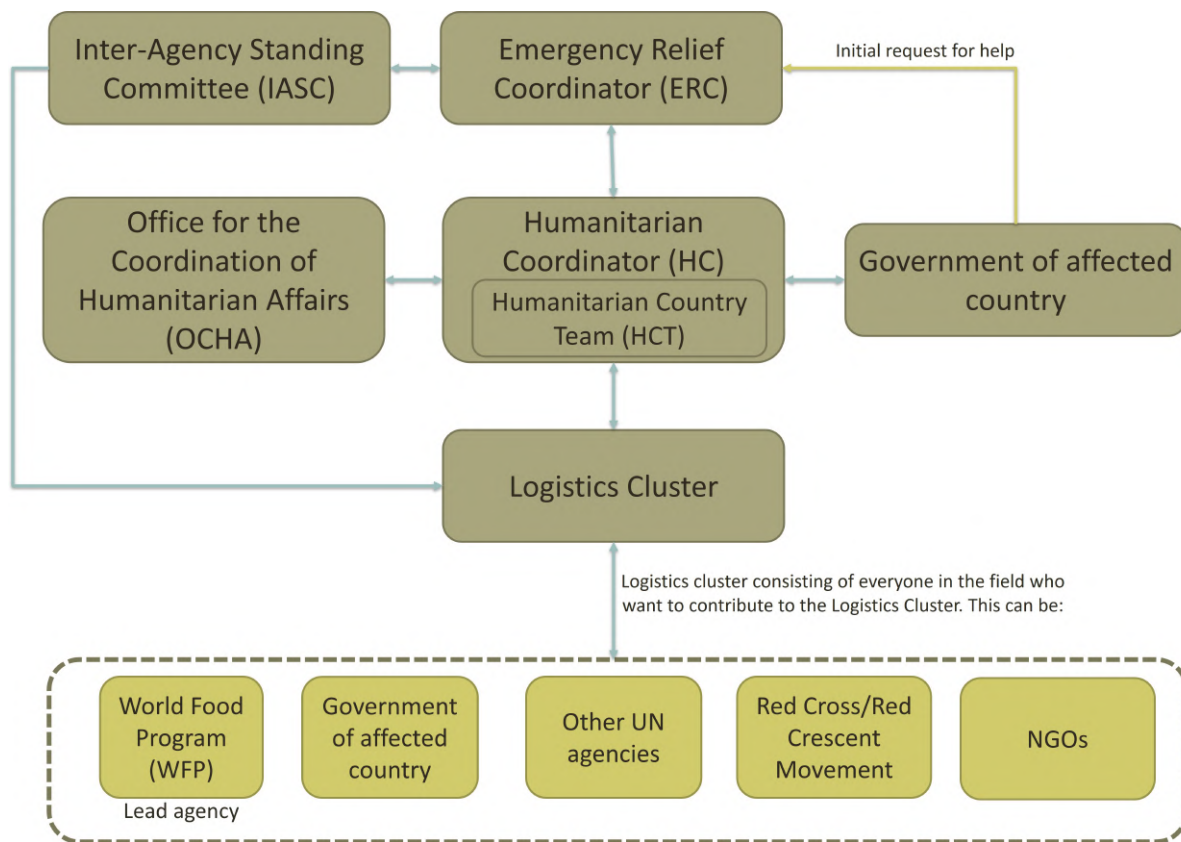 Inter-Agency Standing
Committee (IASC)
Emergency Relief
Coordinator (ERC)
Initial request for help
Office for the
Coordination of
Humanitarian Affairs
(OCHA)
Humanitarian
Coordinator (HC)
Humanitarian Country
Team (HCT)
Government of affected
country
Logistics Cluster
Logistics cluster consisting of everyone in the field who
want to contribute to the Logistics Cluster. This can be:
World Food
Program
(WFP)
Lead agency
Government
of affected
country
Other UN
agencies
Red Cross/Red
Crescent
Movement
NGOs